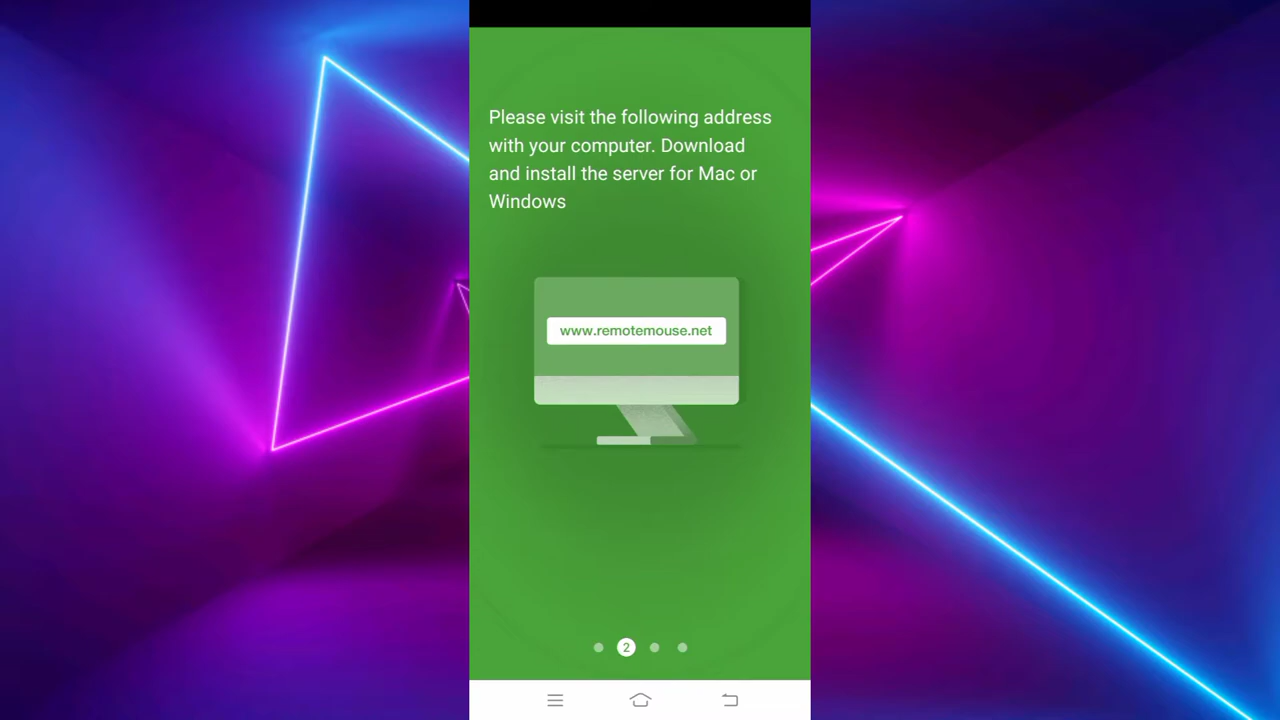 Please visit the following address
with your computer. Download
and install the server for Mac or
Windows
www.remotemouse.net
2